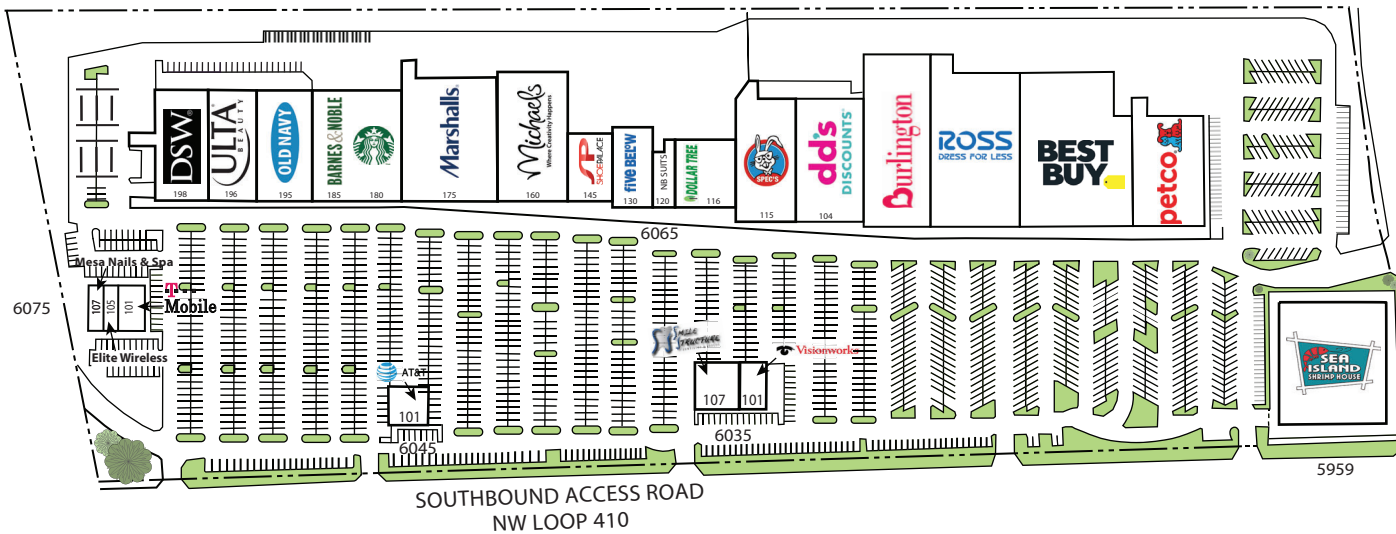 DSW
198
ULTA
BEAUTY
196
OLD NAVY
195
BARNES & NOBLE
185
180
Marshalls
175
Michaels
Where Creativity Happens
160
SP
SHOEPALACE
145
five BELOW
130
NB SUITS
120
DOLLAR TREE
116
SPEC'S
115
dd's
DISCOUNTS
104
Burlington
ROSS
DRESS FOR LESS
BEST
BUY
petco
6065
Mesa Nails & Spa
107
105
101
T
Mobile
6075
Elite Wireless
AT&T
101
6045
SMILE
STRUCTURE
Visionworks
107
101
6035
SEA
ISLAND
SHRIMP HOUSE
5959
SOUTHBOUND ACCESS ROAD
NW LOOP 410